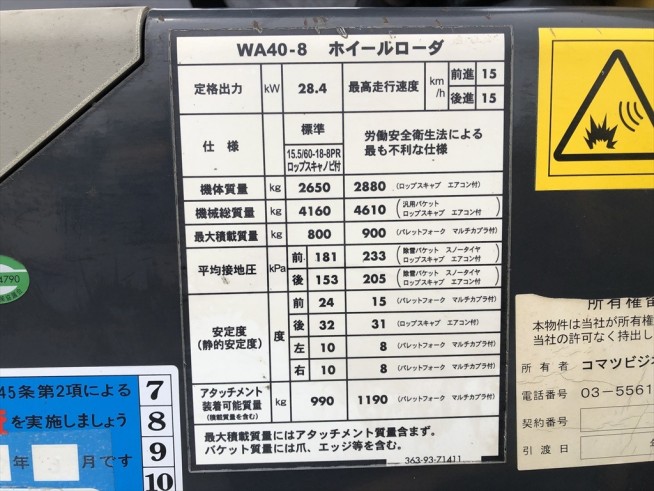 WA40-8 ホイールローダ
定格出力 kW 28.4 最高走行速度 km/h 前進 15
後進 15
仕様 標準 15.5/60-18-8PR ロップスキャノピ付 労働安全衛生法による最も不利な仕様
機体質量 kg 2650 2880 (ロップスキャブ エアコン付)
機械総質量 kg 4160 4610 (汎用バケット ロップスキャブ エアコン付)
最大積載質量 kg 800 900 (パレットフォーク マルチカプラ付)
平均接地圧 kPa 前 181 233 (除雪バケット スノータイヤ ロップスキャブ エアコン付)
後 153 205 (除雪バケット スノータイヤ ロップスキャブ エアコン付)
安定度 (静的安定度) 度 前 24 15 (パレットフォーク マルチカプラ付)
後 32 31 (ロップスキャブ エアコン付)
左 10 8 (パレットフォーク マルチカプラ付)
右 10 8 (パレットフォーク マルチカプラ付)
アタッチメント装着可能質量 (積載質量を含む) kg 990 1190 (パレットフォーク マルチカプラ付)
最大積載質量にはアタッチメント質量含まず。
バケット質量には爪、エッジ等を含む。
363-93-71411
4790
45条第2項による
を実施しましょう
年 月です
7
8
9
10
所有権
本物件は当社が所有権
当社の許可なく持出し
所有者 コマツビジ
電話番号 03-5561
契約番号
引渡日 年